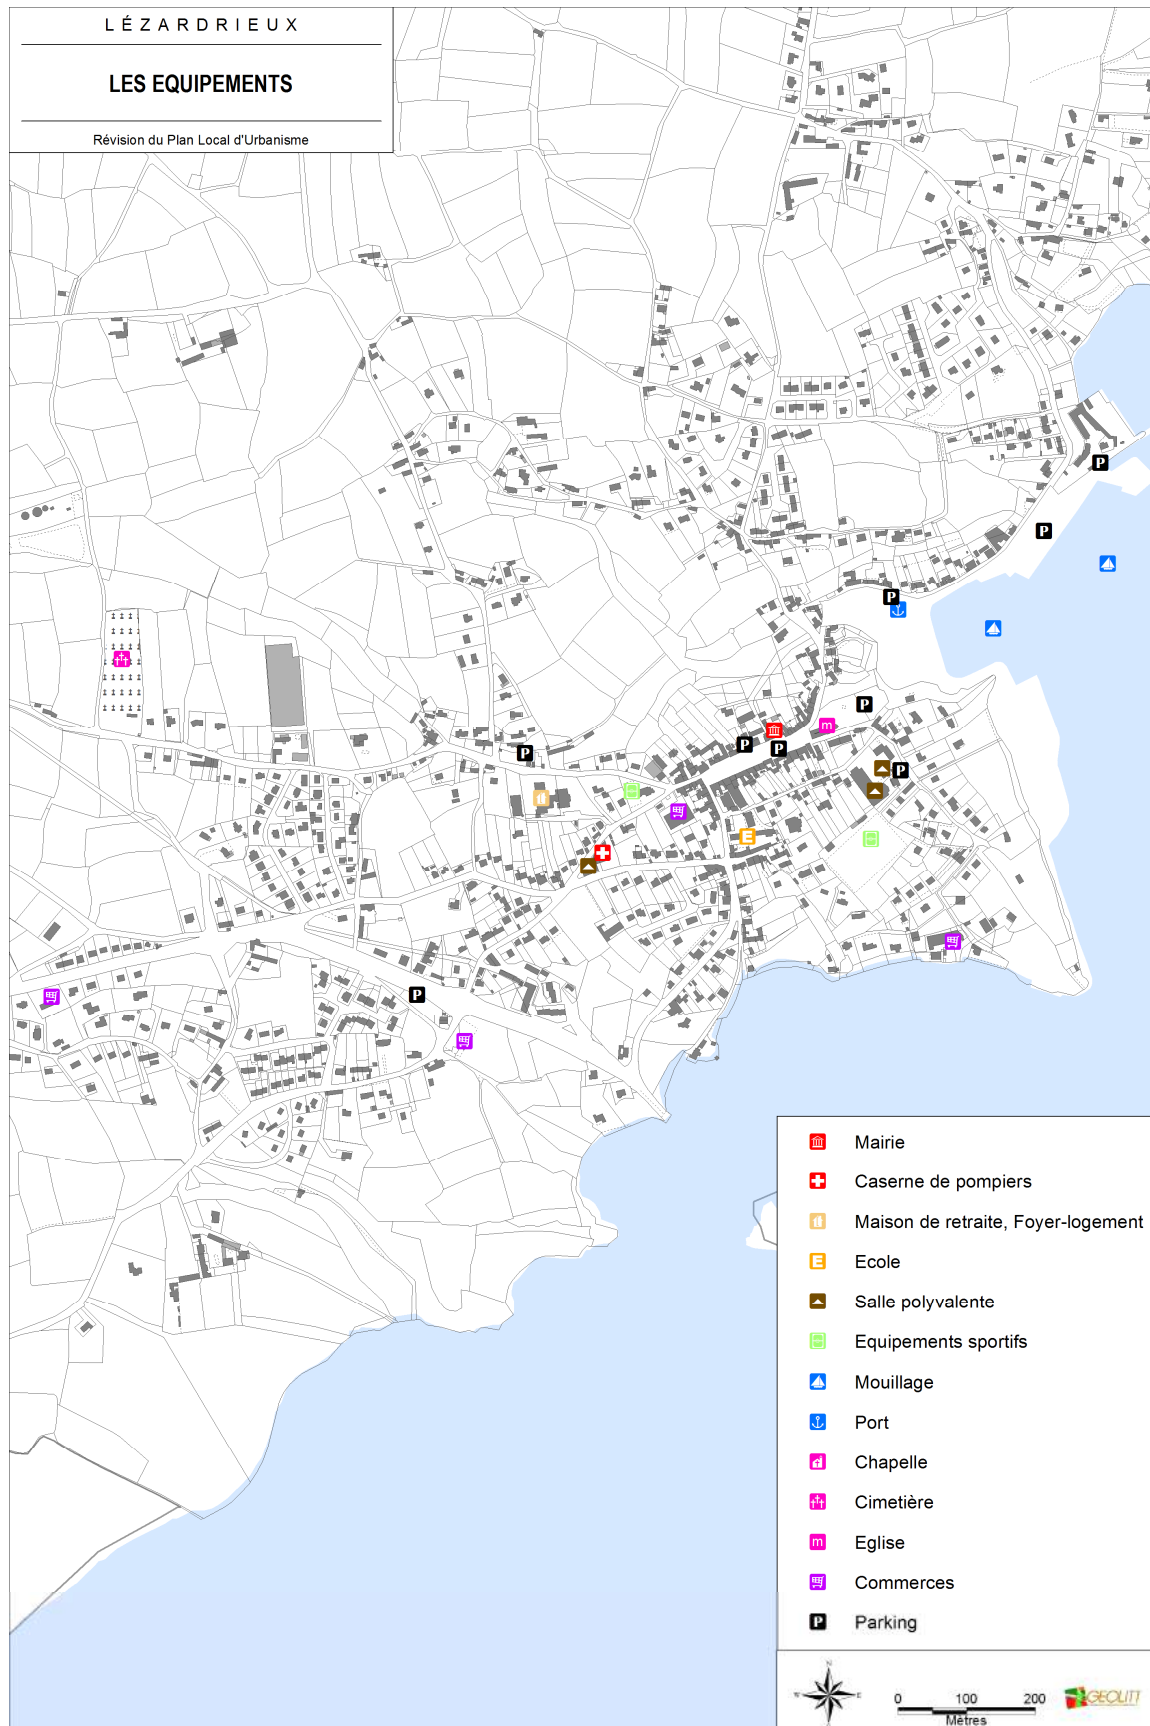 LÉZARDRIEUX
LES EQUIPEMENTS
Révision du Plan Local d'Urbanisme
P
P
P
P
P
m
P
P
P
P
E
P
Mairie
Caserne de pompiers
Maison de retraite, Foyer-logement
E Ecole
Salle polyvalente
Equipements sportifs
Mouillage
Port
Chapelle
Cimetière
m Eglise
Commerces
P Parking
N
W E
S
0 100 200
Mètres
GEOLITT